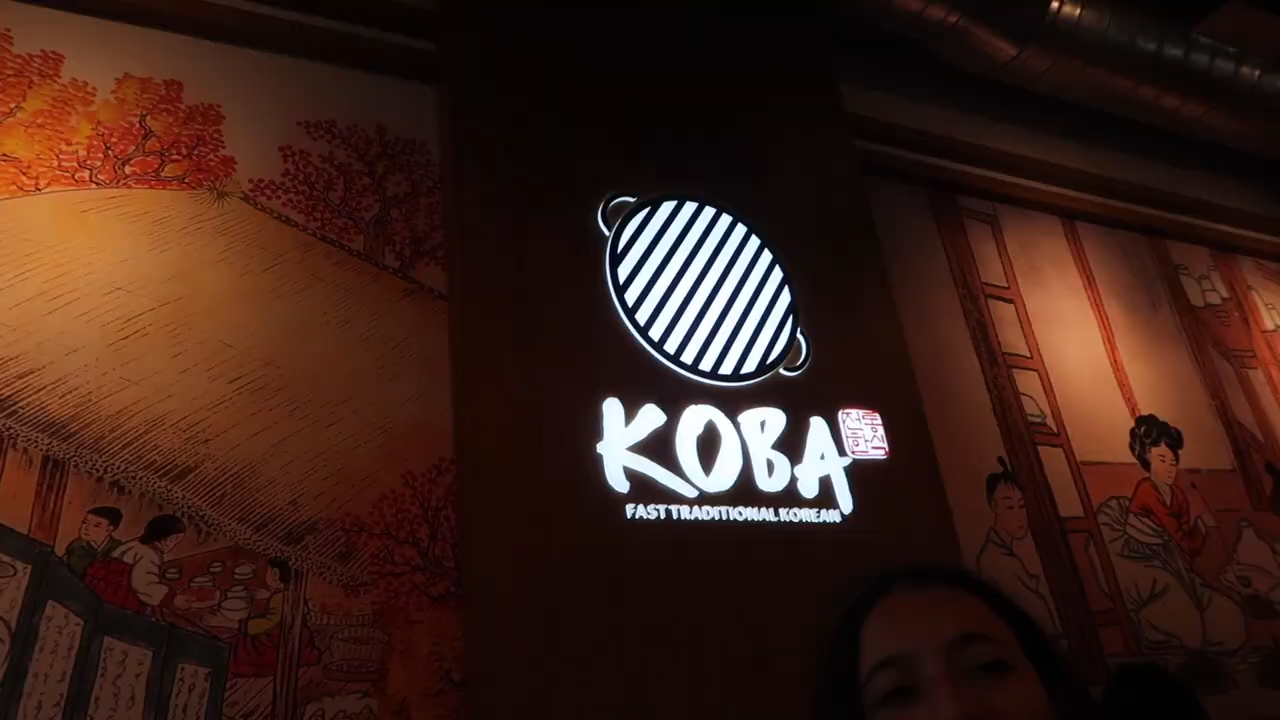 KOBA
전통
한식
FAST TRADITIONAL KOREAN